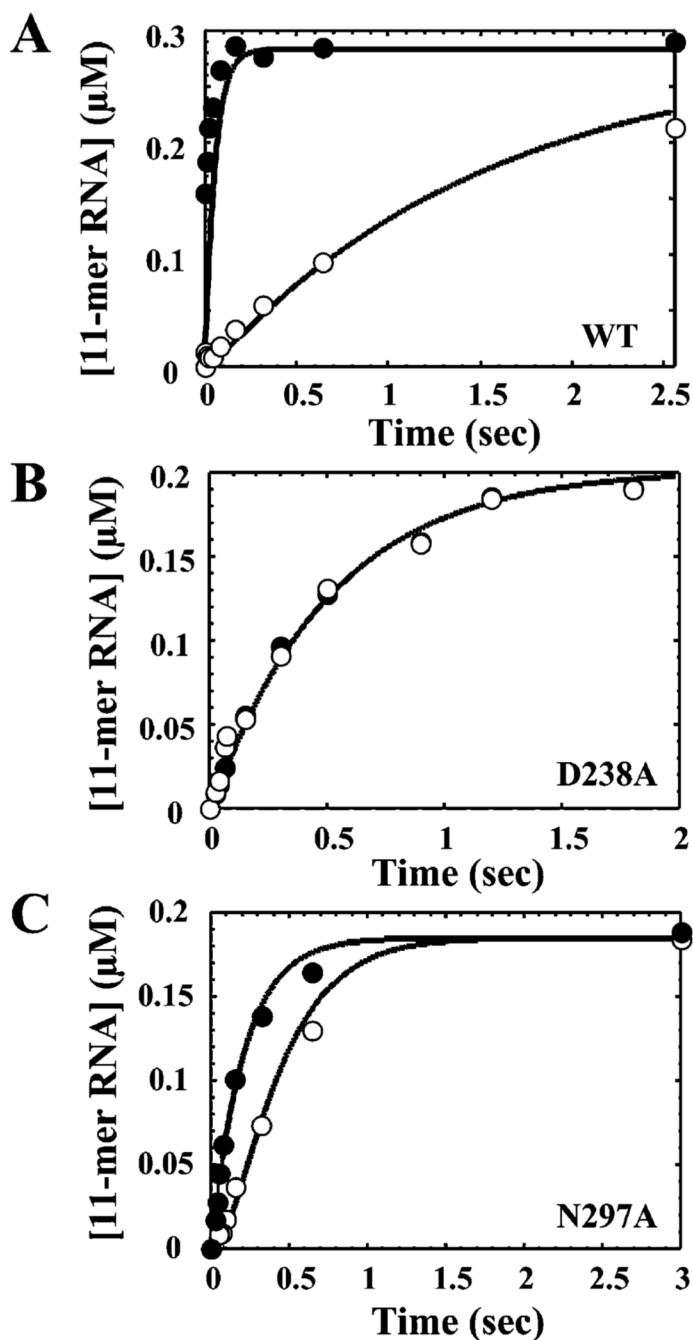 A
[11-mer RNA] (μM)
0.3
0.2
0.1
0
WT
0 0.5 1 1.5 2 2.5
Time (sec)
B
[11-mer RNA] (μM)
0.2
0.15
0.1
0.05
0
D238A
0 0.5 1 1.5 2
Time (sec)
C
[11-mer RNA] (μM)
0.2
0.15
0.1
0.05
0
N297A
0 0.5 1 1.5 2 2.5 3
Time (sec)